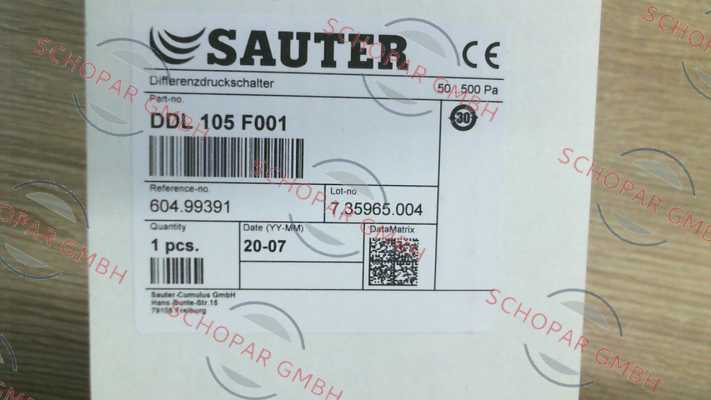 SAUTER CE
Differenzdruckschalter 50...500 Pa
Part-no.
DDL 105 F001
30
Reference-no. Lot-no.
604.99391 7.35965.004
Quantity Date (YY-MM) DataMatrix
1 pcs. 20-07
Sauter-Cumulus GmbH
Hans-Bunte-Str.15
79108 Freiburg
SCHOPAR GMBH
SCHOPAR GMBH
SCHOPAR GMBH
SCHOPAR GMBH
SCHOPAR GMBH
SCHOPAR GMBH
SCHOPAR GMBH